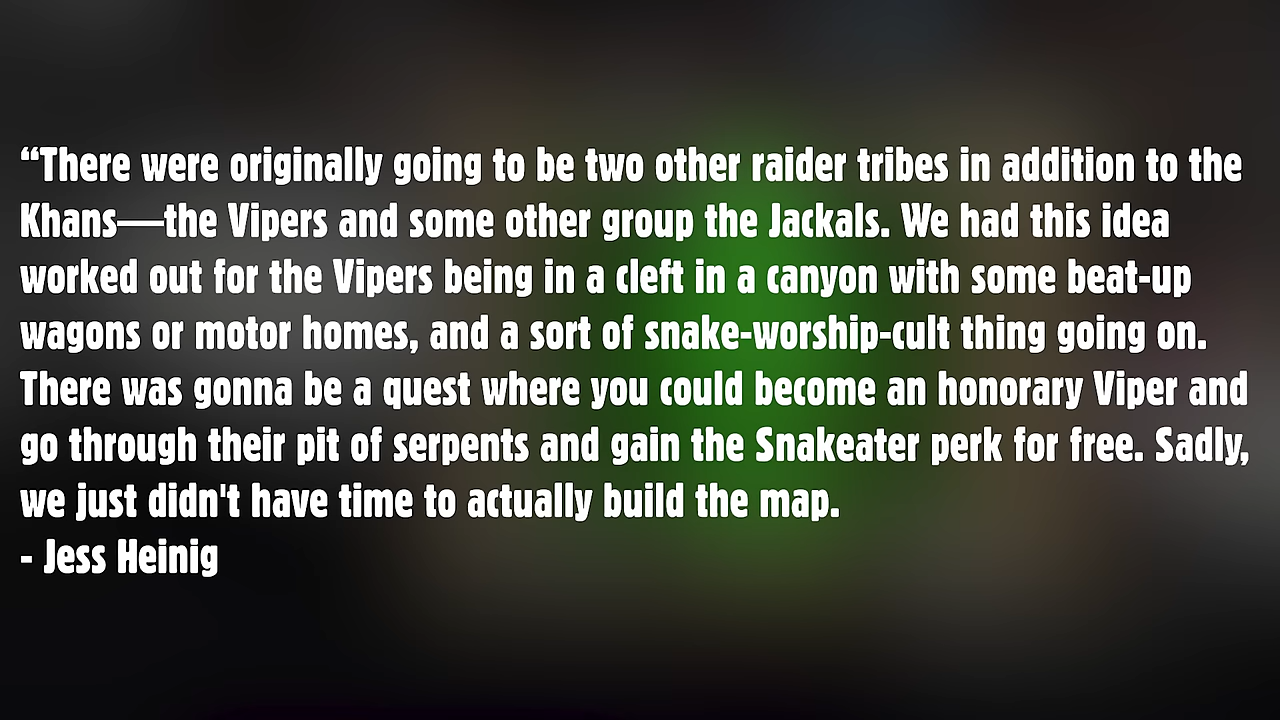 “There were originally going to be two other raider tribes in addition to the
Khans—the Vipers and some other group the Jackals. We had this idea
worked out for the Vipers being in a cleft in a canyon with some beat-up
wagons or motor homes, and a sort of snake-worship-cult thing going on.
There was gonna be a quest where you could become an honorary Viper and
go through their pit of serpents and gain the Snakeater perk for free. Sadly,
we just didn't have time to actually build the map.
- Jess Heinig